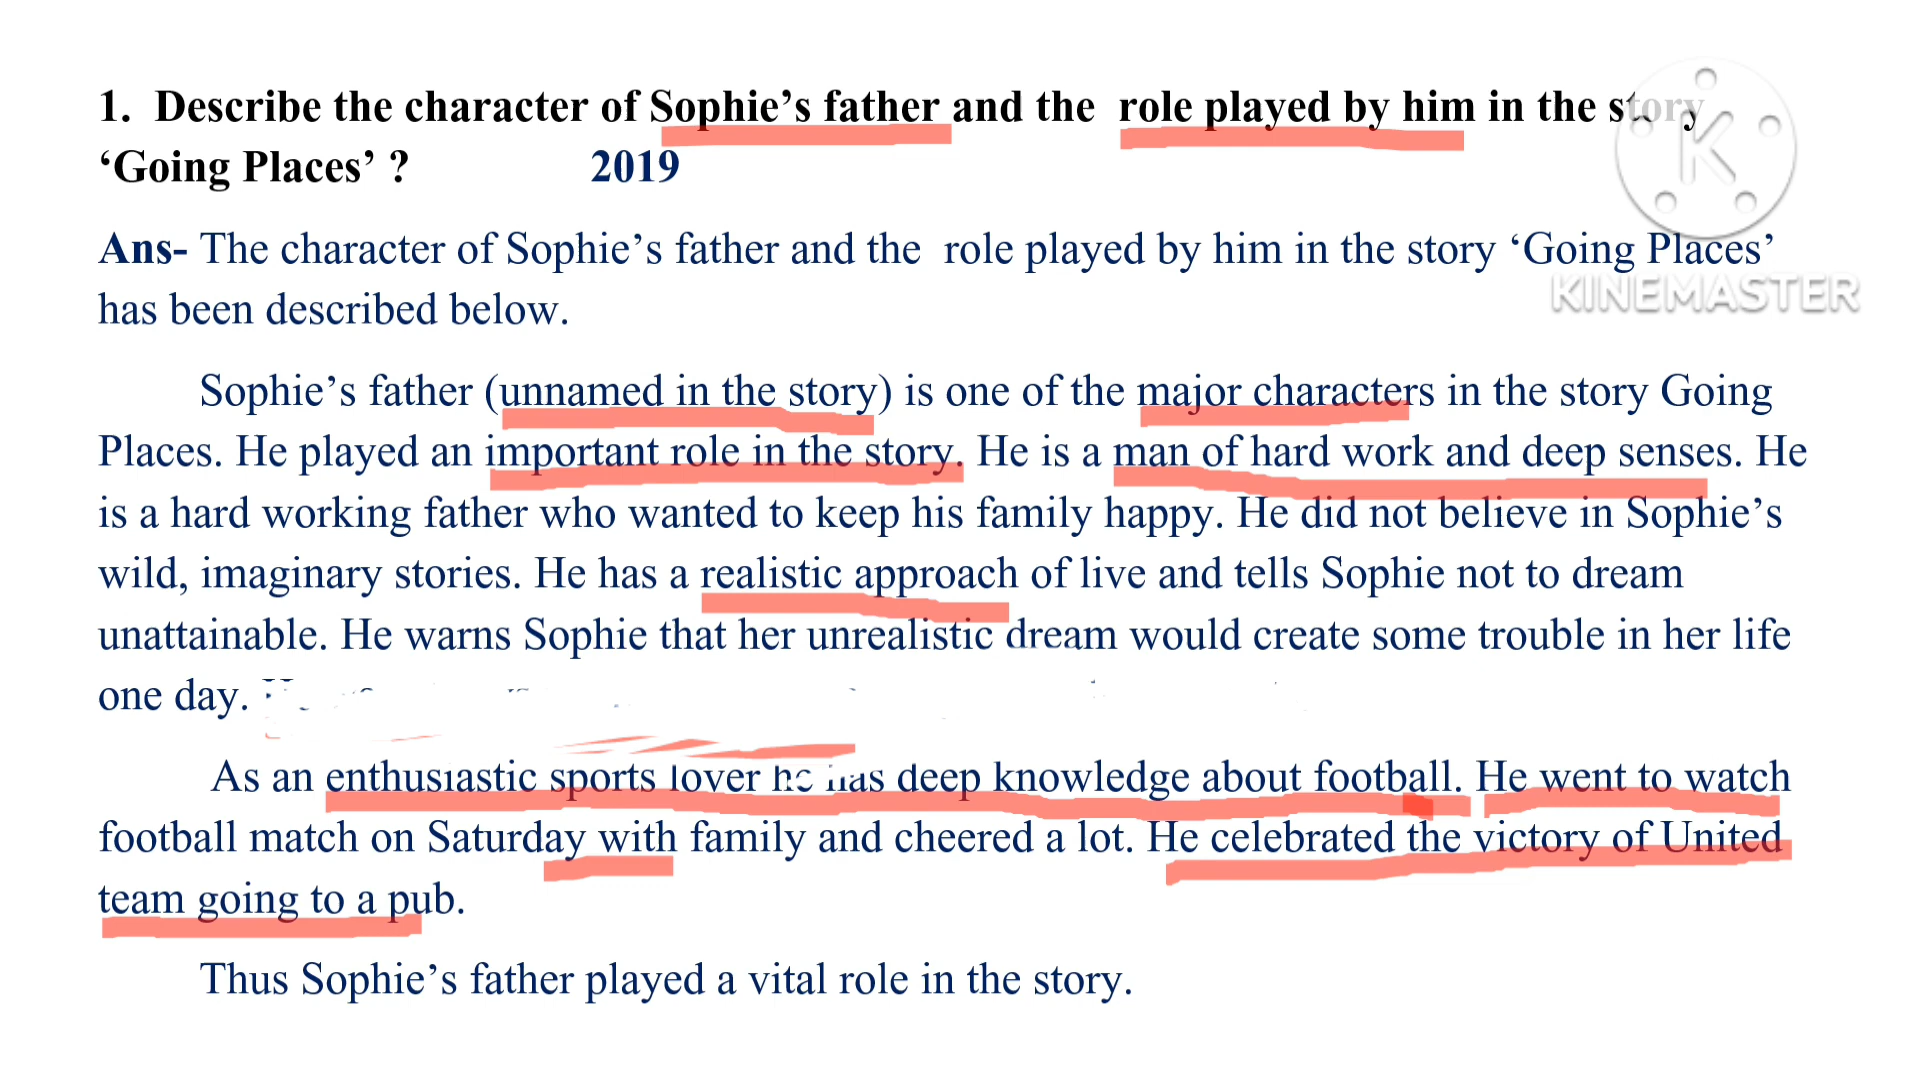 1. Describe the character of Sophie’s father and the role played by him in the story
‘Going Places’ ? 2019
Ans- The character of Sophie’s father and the role played by him in the story ‘Going Places’
has been described below.
KINEMASTER
Sophie’s father (unnamed in the story) is one of the major characters in the story Going
Places. He played an important role in the story. He is a man of hard work and deep senses. He
is a hard working father who wanted to keep his family happy. He did not believe in Sophie’s
wild, imaginary stories. He has a realistic approach of live and tells Sophie not to dream
unattainable. He warns Sophie that her unrealistic dream would create some trouble in her life
one day.
As an enthusiastic sports lover he has deep knowledge about football. He went to watch
football match on Saturday with family and cheered a lot. He celebrated the victory of United
team going to a pub.
Thus Sophie’s father played a vital role in the story.